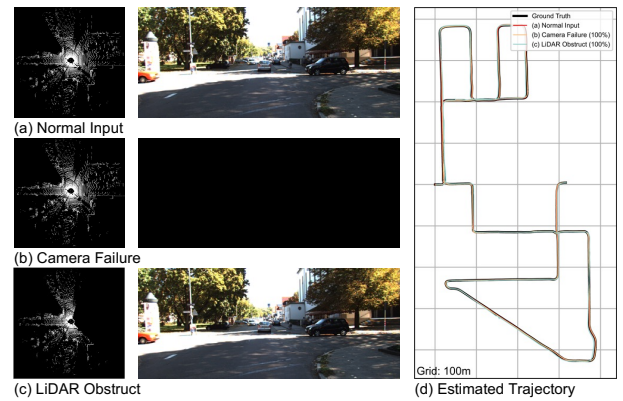 (a) Normal Input
(b) Camera Failure
(c) LiDAR Obstruct
Ground Truth
(a) Normal Input
(b) Camera Failure (100%)
(c) LiDAR Obstruct (100%)
Grid: 100m
(d) Estimated Trajectory